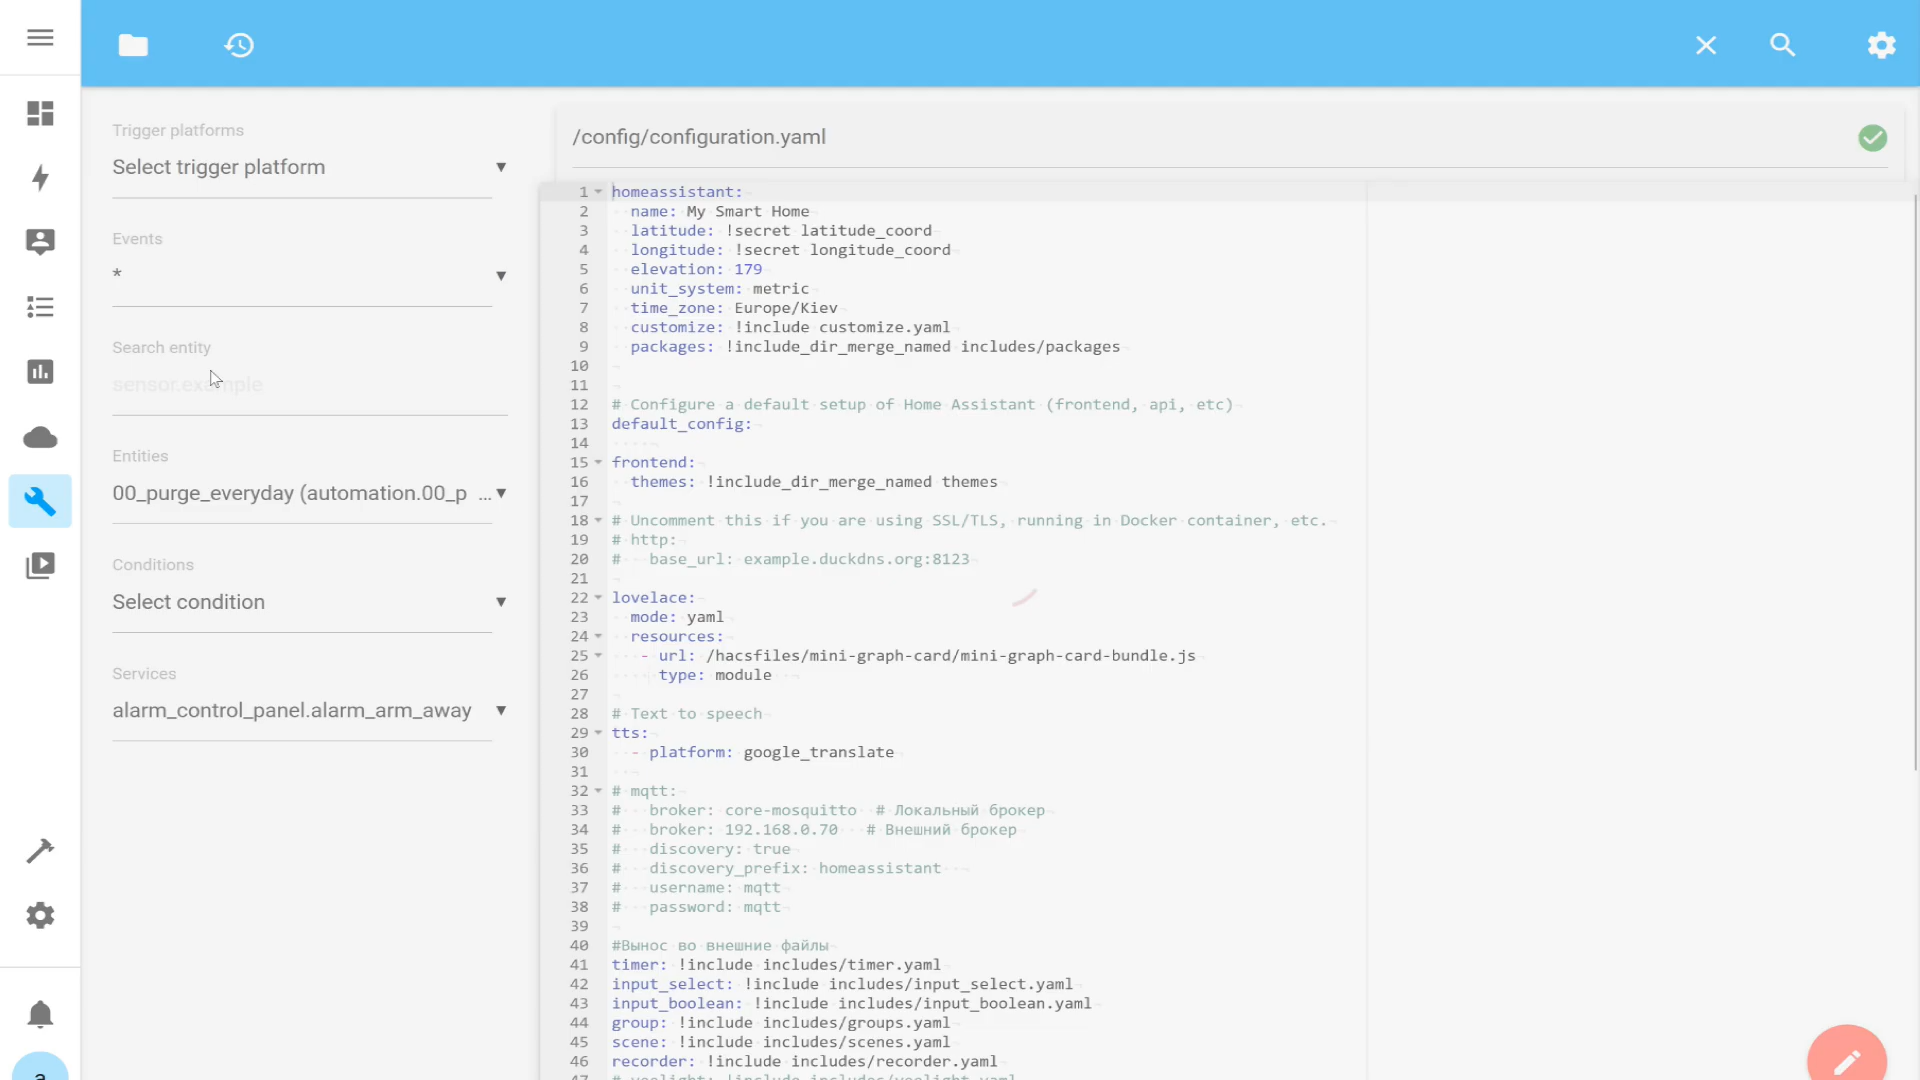 Trigger platforms
Select trigger platform
Events
*
Search entity
sensor.example
Entities
00_purge_everyday (automation.00_p ...
Conditions
Select condition
Services
alarm_control_panel.alarm_arm_away
/config/configuration.yaml
1 homeassistant:
2 name: My Smart Home
3 latitude: !secret latitude_coord
4 longitude: !secret longitude_coord
5 elevation: 179
6 unit_system: metric
7 time_zone: Europe/Kiev
8 customize: !include customize.yaml
9 packages: !include_dir_merge_named includes/packages
10
11
12 # Configure a default setup of Home Assistant (frontend, api, etc)
13 default_config:
14
15 frontend:
16 themes: !include_dir_merge_named themes
17
18 # Uncomment this if you are using SSL/TLS, running in Docker container, etc.
19 # http:
20 # base_url: example.duckdns.org:8123
21
22 lovelace:
23 mode: yaml
24 resources:
25 - url: /hacsfiles/mini-graph-card/mini-graph-card-bundle.js
26 type: module
27
28 # Text to speech
29 tts:
30 - platform: google_translate
31
32 # mqtt:
33 # broker: core-mosquitto # Локальный брокер
34 # broker: 192.168.0.70 # Внешний брокер
35 # discovery: true
36 # discovery_prefix: homeassistant
37 # username: mqtt
38 # password: mqtt
39
40 #Вынос во внешние файлы
41 timer: !include includes/timer.yaml
42 input_select: !include includes/input_select.yaml
43 input_boolean: !include includes/input_boolean.yaml
44 group: !include includes/groups.yaml
45 scene: !include includes/scenes.yaml
46 recorder: !include includes/recorder.yaml
47 # yeelight: !include includes/yeelight.yaml
a